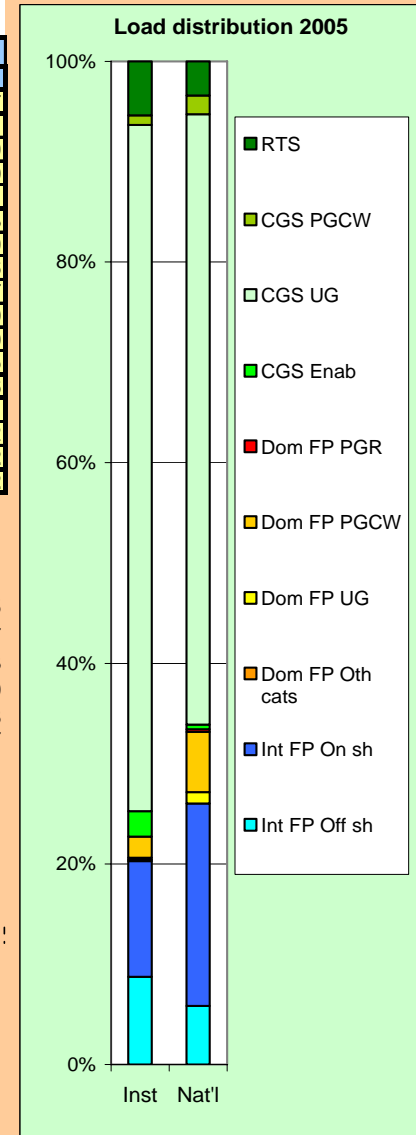 Load distribution 2005
100%
80%
60%
40%
20%
0%
Inst Nat'l
RTS
CGS PGCW
CGS UG
CGS Enab
Dom FP PGR
Dom FP PGCW
Dom FP UG
Dom FP Oth
cats
Int FP On sh
Int FP Off sh